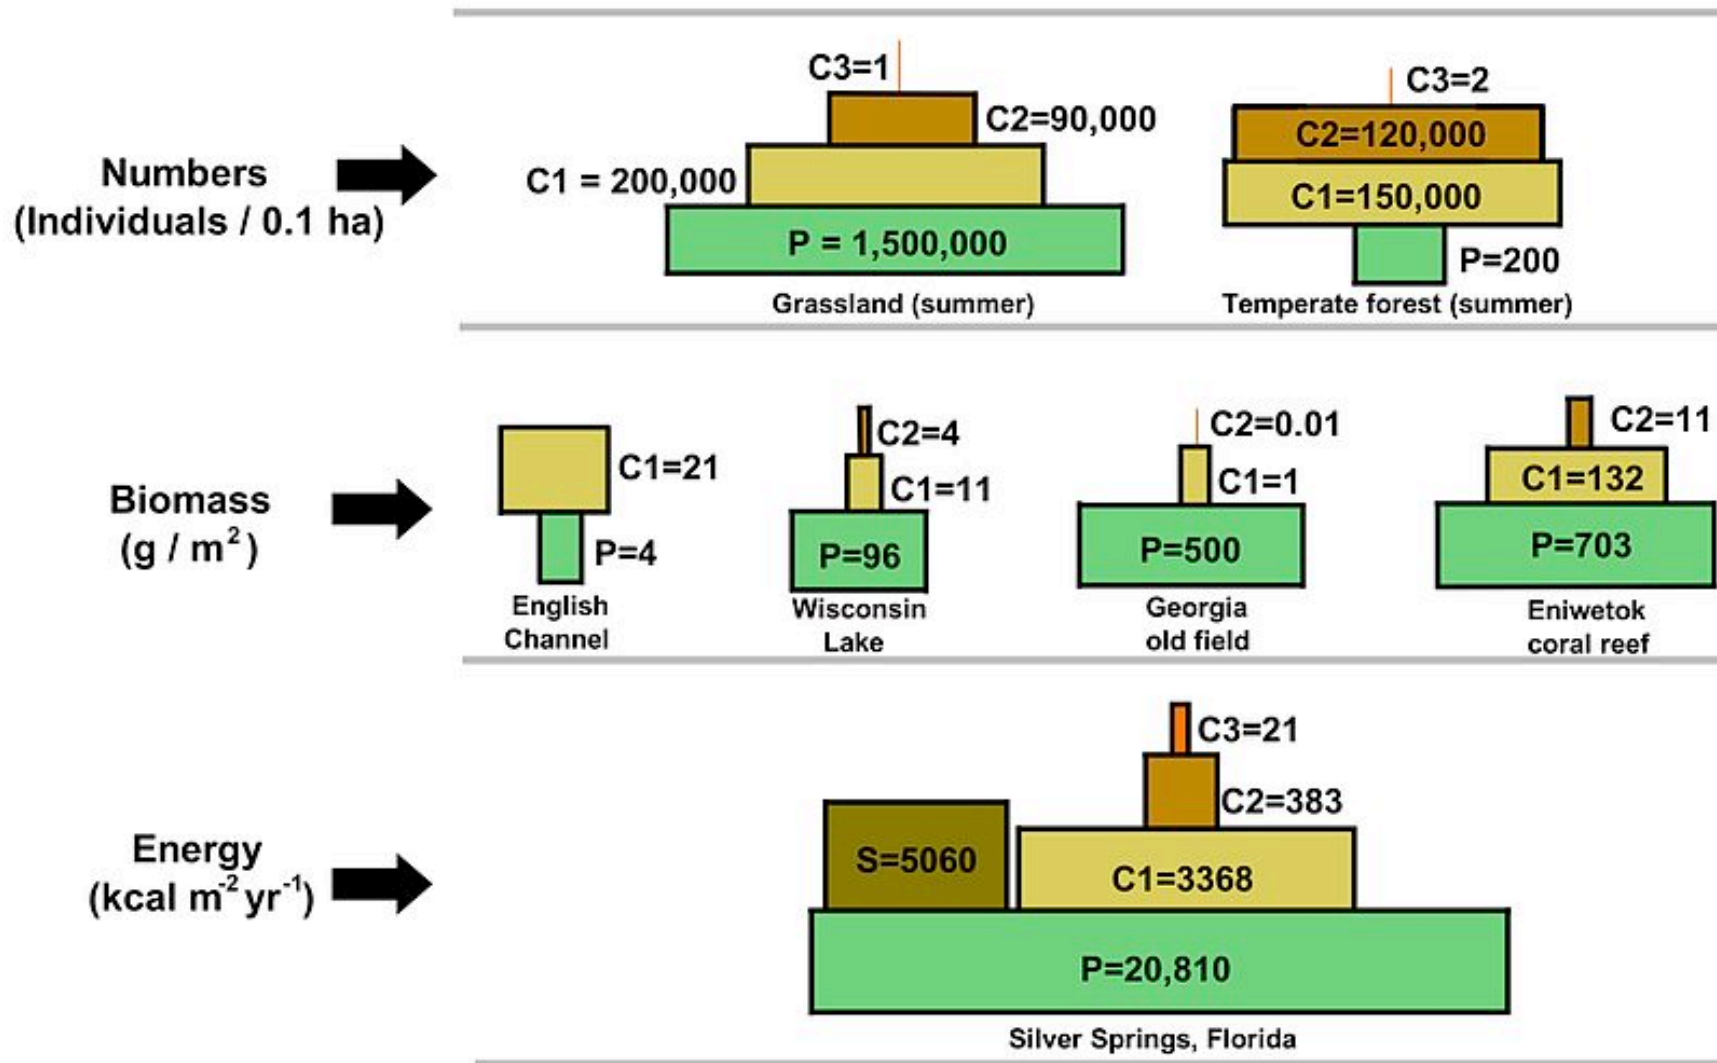 Numbers
(Individuals / 0.1 ha)
C3=1
C2=90,000
C1 = 200,000
P = 1,500,000
Grassland (summer)
C3=2
C2=120,000
C1=150,000
P=200
Temperate forest (summer)
Biomass
(g / m²)
C1=21
P=4
English
Channel
C2=4
C1=11
P=96
Wisconsin
Lake
C2=0.01
C1=1
P=500
Georgia
old field
C2=11
C1=132
P=703
Eniwetok
coral reef
Energy
(kcal m⁻² yr⁻¹)
C3=21
C2=383
S=5060
C1=3368
P=20,810
Silver Springs, Florida